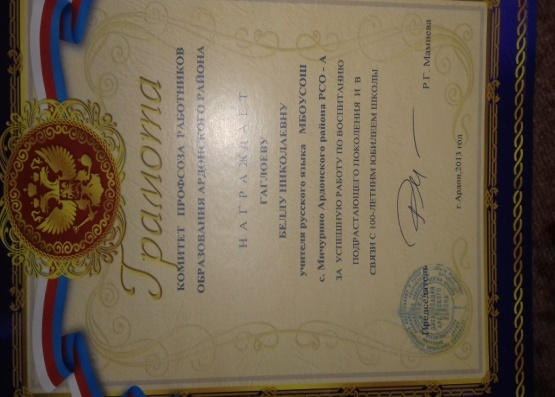 Грамота
КОМИТЕТ ПРОФСОЗА РАБОТНИКОВ
ОБРАЗОВАНИЯ АРДОНСКОГО РАЙОНА
НАГРАЖДАЕТ
ГАГЛОЕВУ
БЕЛЛУ НИКОЛАЕВНУ
учителя русского языка МБОУСОШ
с. Мичурино Ардонского района РСО - А
ЗА УСПЕШНУЮ РАБОТУ ПО ВОСПИТАНИЮ
ПОДРАСТАЮЩЕГО ПОКОЛЕНИЯ И В
СВЯЗИ С 100-ЛЕТНИМ ЮБИЛЕЕМ ШКОЛЫ
Председатель Р.Г. Мамиева
г Ардон,2013 год